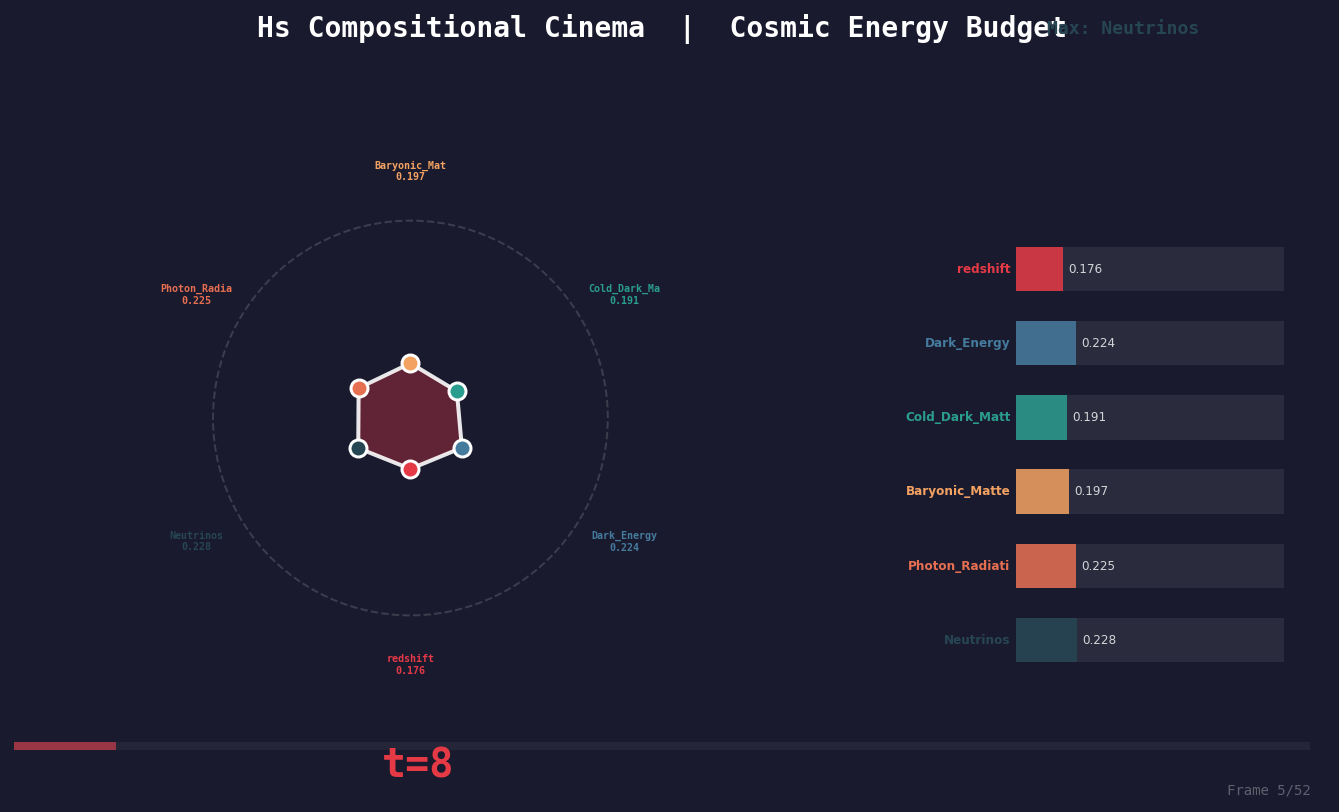 Hs Compositional Cinema | Cosmic Energy Budget
Max: Neutrinos
Baryonic_Mat
0.197
Photon_Radia
0.225
Cold_Dark_Ma
0.191
Neutrinos
0.228
Dark_Energy
0.224
redshift
0.176
redshift 0.176
Dark_Energy 0.224
Cold_Dark_Matt 0.191
Baryonic_Matte 0.197
Photon_Radiati 0.225
Neutrinos 0.228
t=8
Frame 5/52